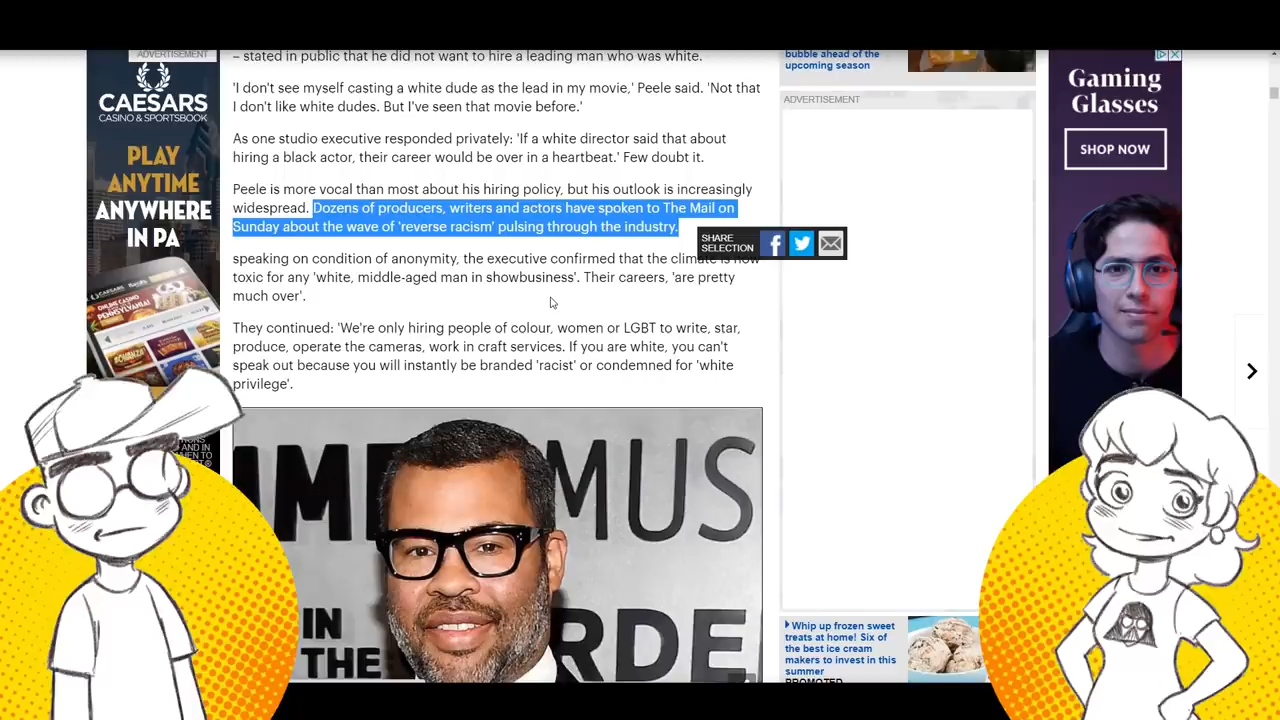 ADVERTISEMENT
CAESARS
CASINO & SPORTSBOOK
PLAY
ANYTIME
ANYWHERE
IN PA
– stated in public that he did not want to hire a leading man who was white.
'I don't see myself casting a white dude as the lead in my movie,' Peele said. 'Not that
I don't like white dudes. But I've seen that movie before.'
As one studio executive responded privately: 'If a white director said that about
hiring a black actor, their career would be over in a heartbeat.' Few doubt it.
Peele is more vocal than most about his hiring policy, but his outlook is increasingly
widespread. Dozens of producers, writers and actors have spoken to The Mail on
Sunday about the wave of 'reverse racism' pulsing through the industry.
SHARE
SELECTION
speaking on condition of anonymity, the executive confirmed that the climate is now
toxic for any 'white, middle-aged man in showbusiness'. Their careers, 'are pretty
much over'.
They continued: 'We're only hiring people of colour, women or LGBT to write, star,
produce, operate the cameras, work in craft services. If you are white, you can't
speak out because you will instantly be branded 'racist' or condemned for 'white
privilege'.
MUS
IN
THE
RDE
bubble ahead of the
upcoming season
ADVERTISEMENT
Whip up frozen sweet
treats at home! Six of
the best ice cream
makers to invest in this
summer
PROMOTED
Gaming
Glasses
SHOP NOW